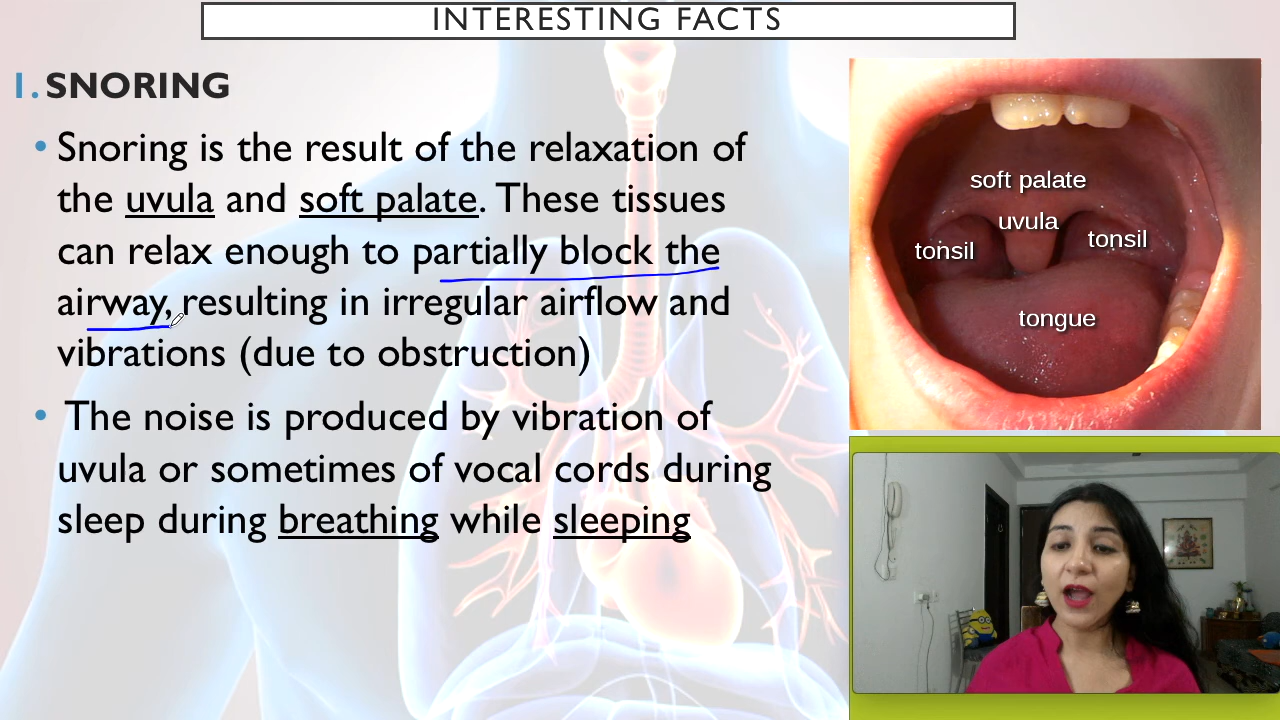 INTERESTING FACTS
1. SNORING
• Snoring is the result of the relaxation of
the uvula and soft palate. These tissues
can relax enough to partially block the
airway, resulting in irregular airflow and
vibrations (due to obstruction)
• The noise is produced by vibration of
uvula or sometimes of vocal cords during
sleep during breathing while sleeping
soft palate
uvula
tonsil
tonsil
tongue